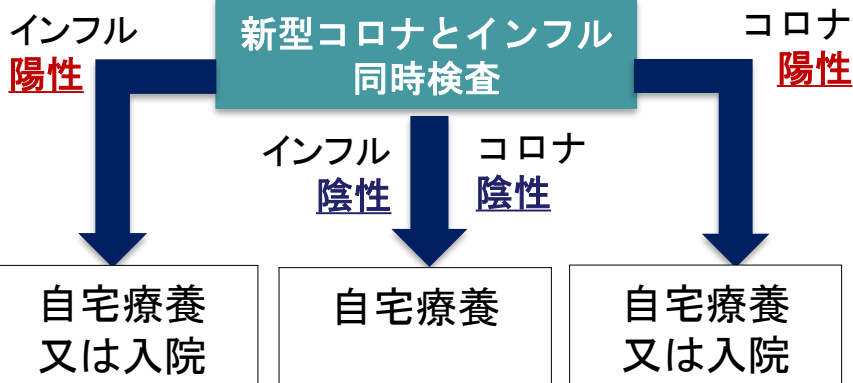 インフル
陽性
新型コロナとインフル
同時検査
コロナ
陽性
インフル
陰性
コロナ
陰性
自宅療養
又は入院
自宅療養
自宅療養
又は入院